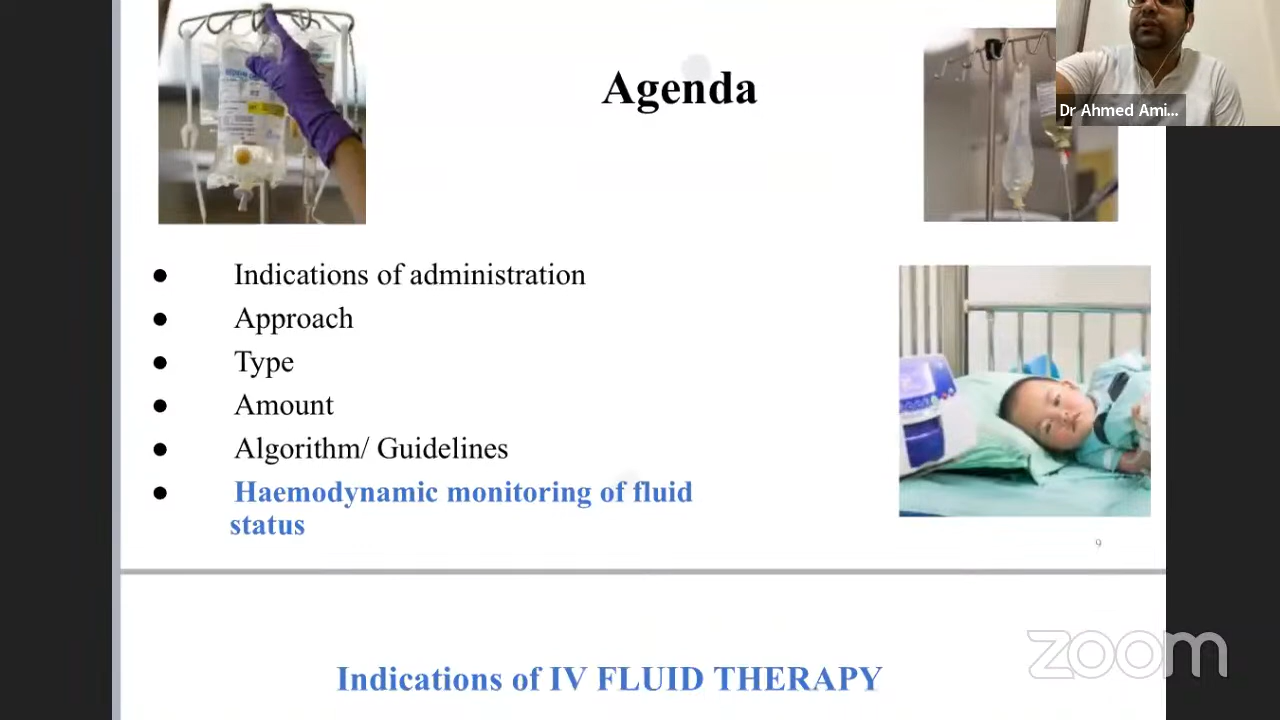 Agenda
Dr Ahmed Ami...
● Indications of administration
● Approach
● Type
● Amount
● Algorithm/ Guidelines
● Haemodynamic monitoring of fluid
status
9
Indications of IV FLUID THERAPY
zoom